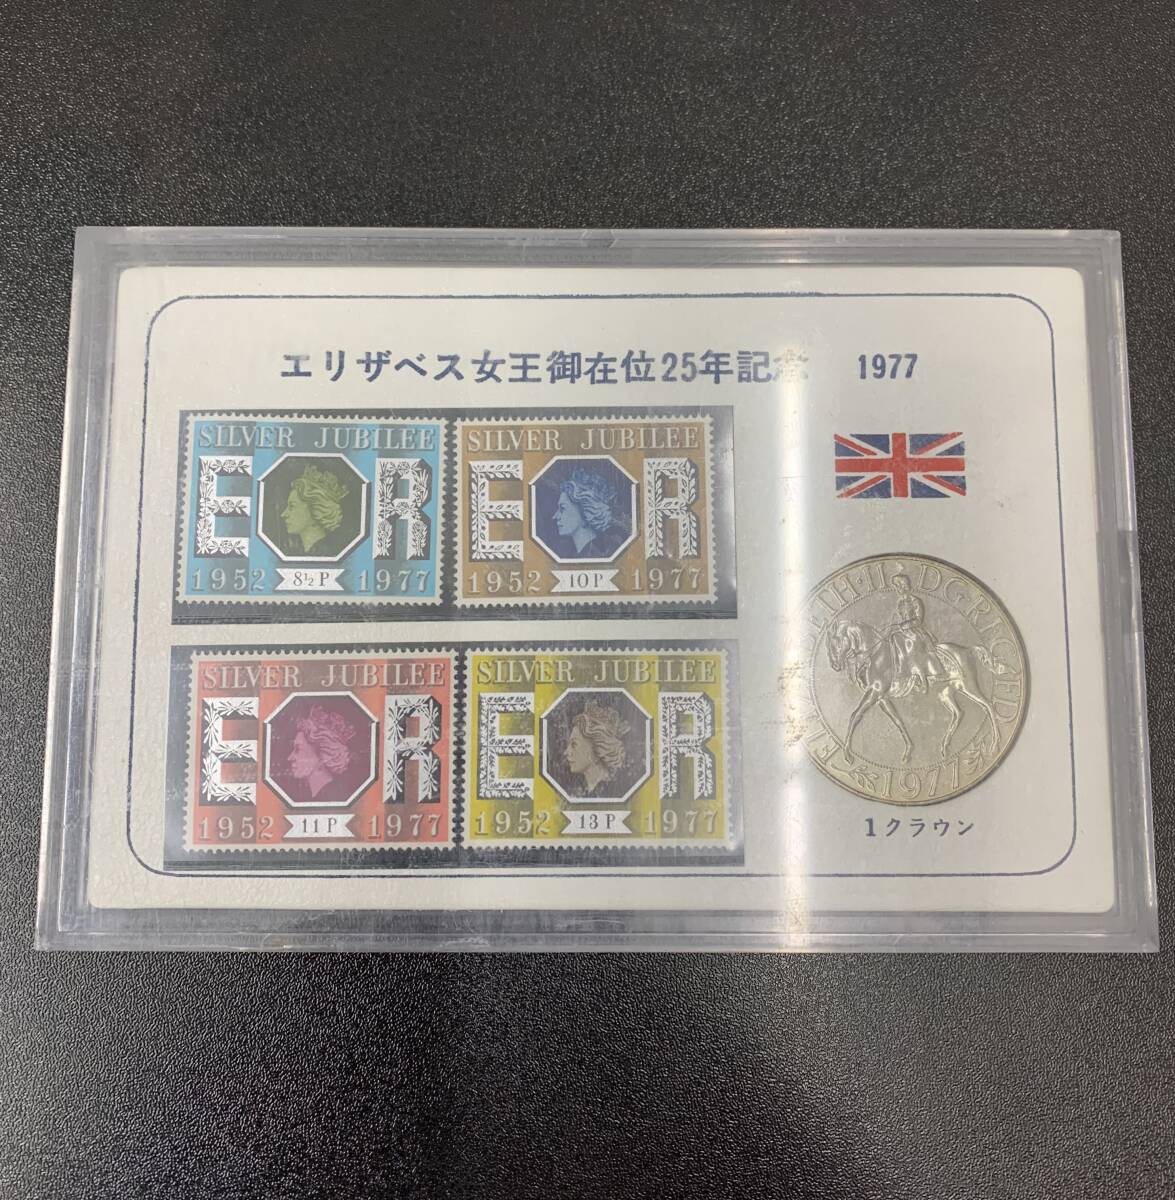 エリザベス女王御在位25年記念 1977
SILVER JUBILEE
E R
1952 8½P 1977
SILVER JUBILEE
E R
1952 10P 1977
SILVER JUBILEE
E R
1952 11P 1977
SILVER JUBILEE
E R
1952 13P 1977
TH·II·D·G·REG·F·D
1977
1クラウン